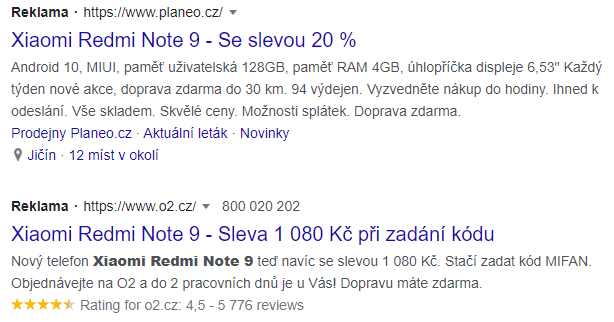 Reklama · https://www.planeo.cz/
Xiaomi Redmi Note 9 - Se slevou 20 %
Android 10, MIUI, paměť uživatelská 128GB, paměť RAM 4GB, úhlopříčka displeje 6,53" Každý
týden nové akce, doprava zdarma do 30 km. 94 výdejen. Vyzvedněte nákup do hodiny. Ihned k
odeslání. Vše skladem. Skvělé ceny. Možnosti splátek. Doprava zdarma.
Prodejny Planeo.cz · Aktuální leták · Novinky
Jičín · 12 míst v okolí
Reklama · https://www.o2.cz/ 800 020 202
Xiaomi Redmi Note 9 - Sleva 1 080 Kč při zadání kódu
Nový telefon Xiaomi Redmi Note 9 teď navíc se slevou 1 080 Kč. Stačí zadat kód MIFAN.
Objednávejte na O2 a do 2 pracovních dnů je u Vás! Dopravu máte zdarma.
Rating for o2.cz: 4,5 - 5 776 reviews